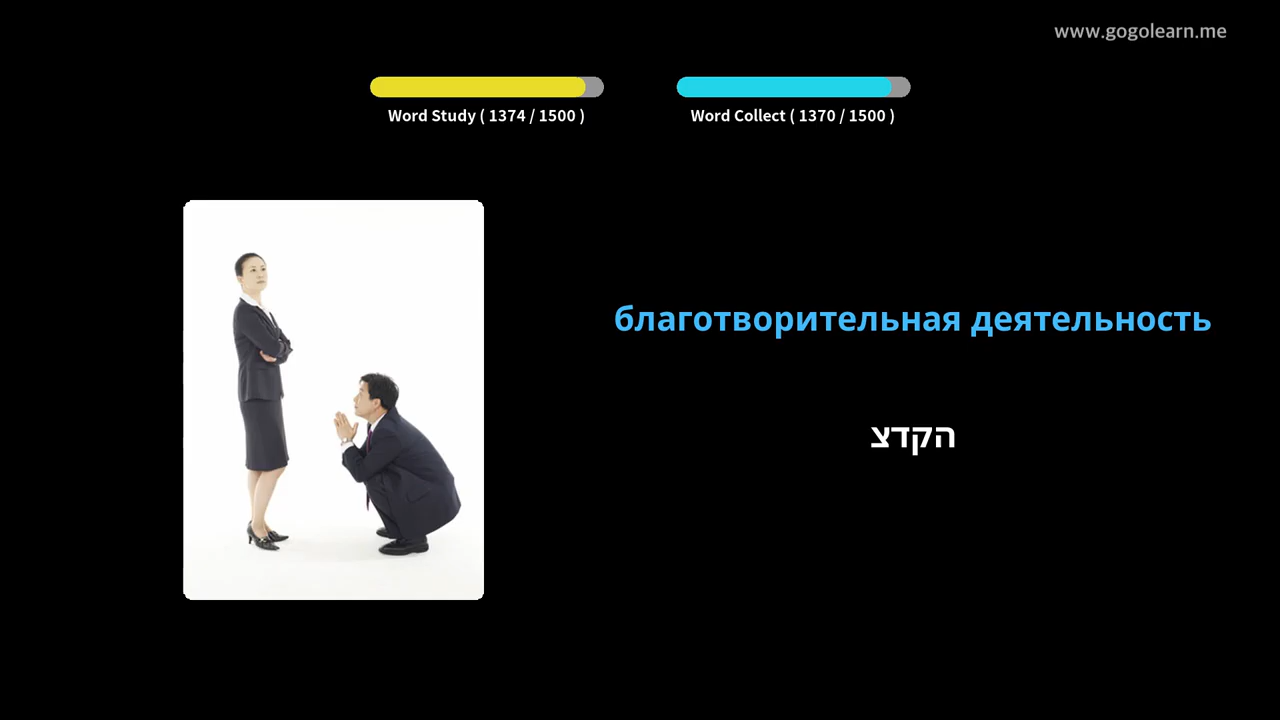 www.gogolearn.me
Word Study ( 1374 / 1500 )
Word Collect ( 1370 / 1500 )
благотворительная деятельность
הקדצ